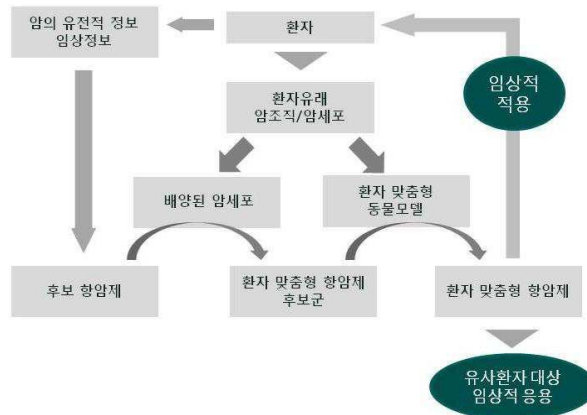 암의 유전적 정보
임상정보
환자
임상적
적용
환자유래
암조직/암세포
배양된 암세포
환자 맞춤형
동물모델
후보 항암제
환자 맞춤형 항암제
후보군
환자 맞춤형 항암제
유사환자 대상
임상적 응용